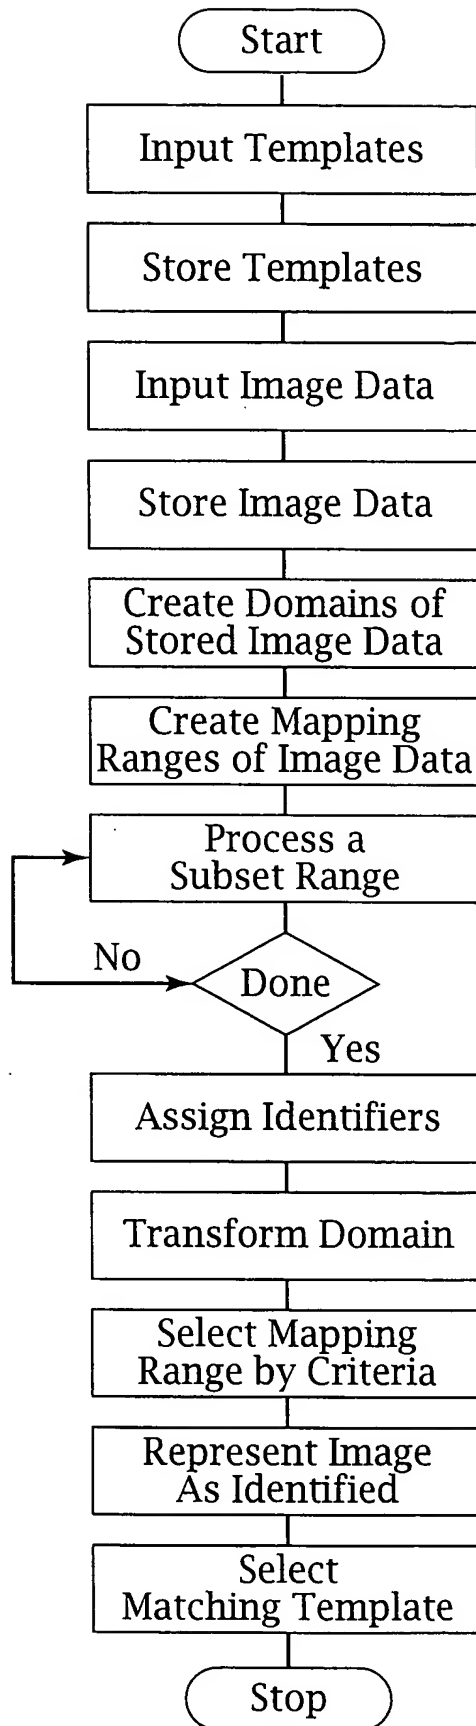 Start
Input Templates
Store Templates
Input Image Data
Store Image Data
Create Domains of
Stored Image Data
Create Mapping
Ranges of Image Data
Process a
Subset Range
No
Done
Yes
Assign Identifiers
Transform Domain
Select Mapping
Range by Criteria
Represent Image
As Identified
Select
Matching Template
Stop